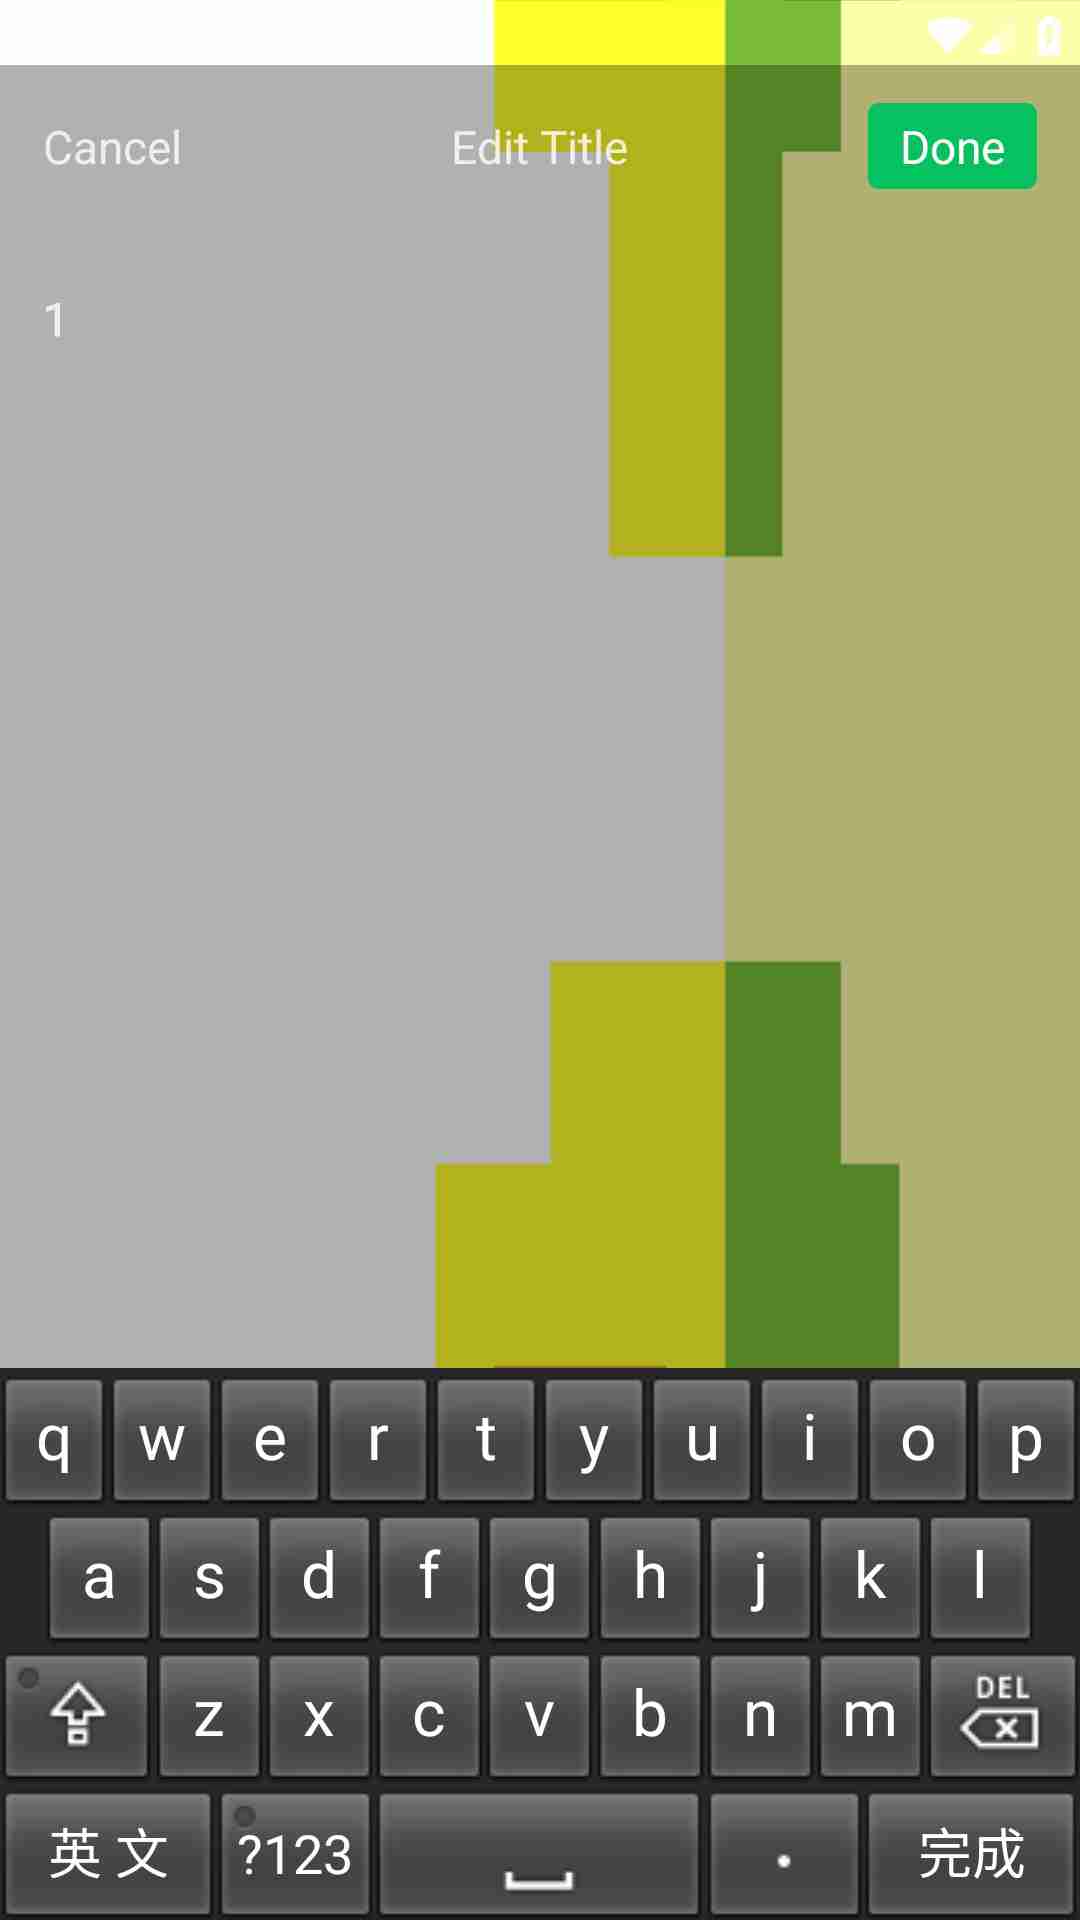 Cancel Edit Title Done
1
q w e r t y u i o p
a s d f g h j k l
z x c v b n m DEL
英文 ?123 . 完成